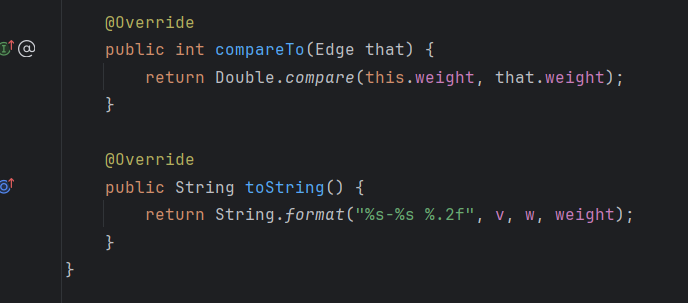 @Override
public int compareTo(Edge that) {
return Double.compare(this.weight, that.weight);
}
@Override
public String toString() {
return String.format("%s-%s %.2f", v, w, weight);
}
}